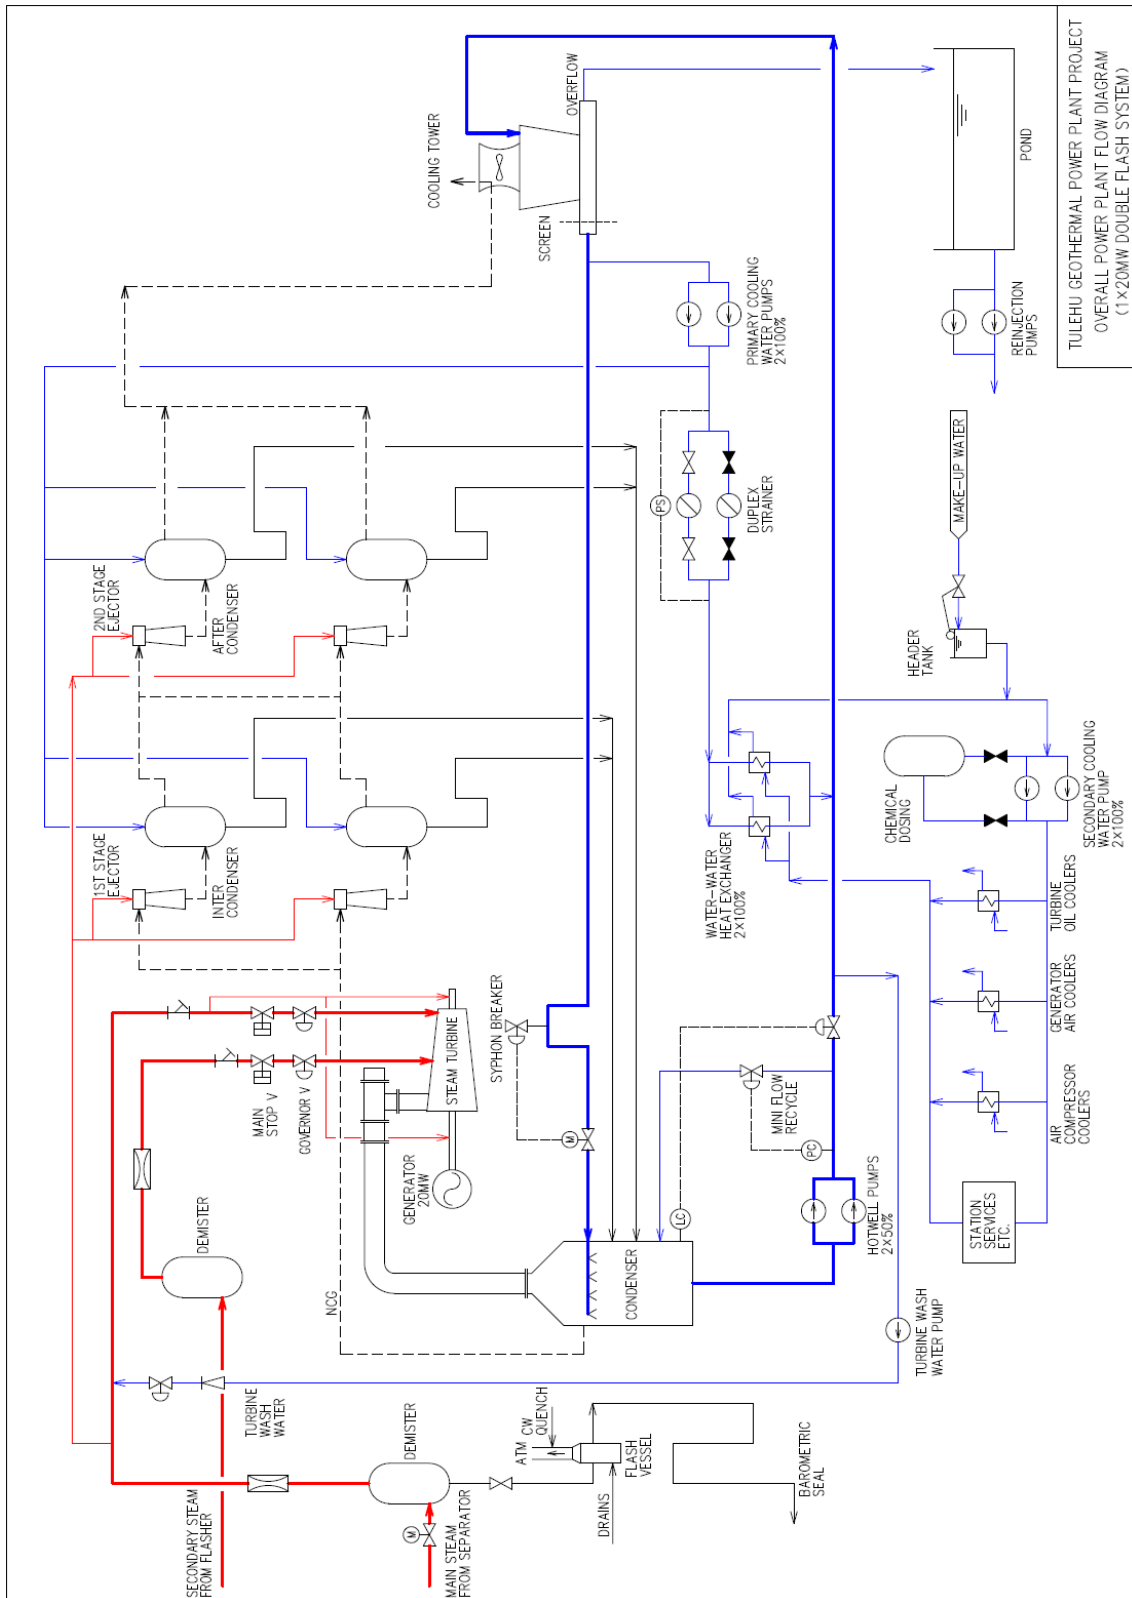 TULEHU GEOTHERMAL POWER PLANT PROJECT
OVERALL POWER PLANT FLOW DIAGRAM
(1×20MW DOUBLE FLASH SYSTEM)
SECONDARY STEAM
FROM FLASHER
MAIN STEAM
FROM SEPARATOR
M
DEMISTER
DEMISTER
TURBINE
WASH
WATER
DRAINS
ATM
CW
QUENCH
FLASH
VESSEL
BAROMETRIC
SEAL
NCG
MAIN
STOP V
GOVERNOR V
STEAM TURBINE
GENERATOR
20MW
CONDENSER
SYPHON BREAKER
M
LC
PC
MINI FLOW
RECYCLE
HOTWELL PUMPS
2×50%
TURBINE WASH
WATER PUMP
1ST STAGE
EJECTOR
INTER
CONDENSER
2ND STAGE
EJECTOR
AFTER
CONDENSER
COOLING TOWER
SCREEN
OVERFLOW
PRIMARY COOLING
WATER PUMPS
2×100%
PS
DUPLEX
STRAINER
WATER-WATER
HEAT EXCHANGER
2×100%
STATION
SERVICES
ETC.
AIR
COMPRESSOR
COOLERS
GENERATOR
AIR COOLERS
TURBINE
OIL COOLERS
CHEMICAL
DOSING
SECONDARY COOLING
WATER PUMP
2×100%
HEADER
TANK
MAKE-UP WATER
REINJECTION
PUMPS
POND